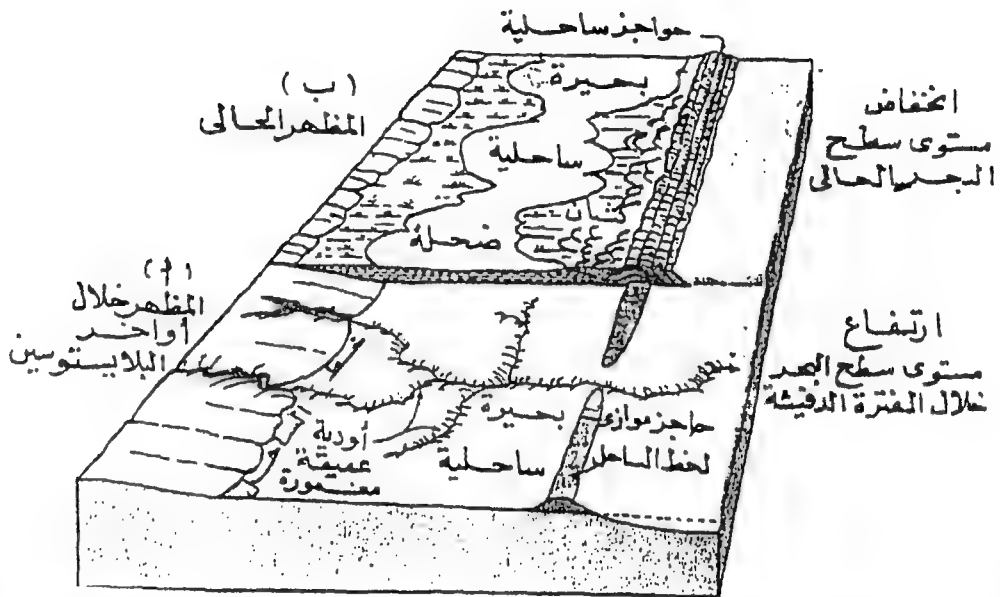 حواجز ساحلية
( ب )
المظهر الحالى
بحيرة
ساحلية
ضحلة
انخفاض
مستوى سطح
البحر الحالى
( أ )
المظهر خلال
أواخر
البلايستوسين
ارتفاع
مستوى سطح البحر
خلال الفترة الدفيئة
بحيرة
ساحلية
أودية
عميقة
مغمورة
حاجز موازى
لخط الساحل